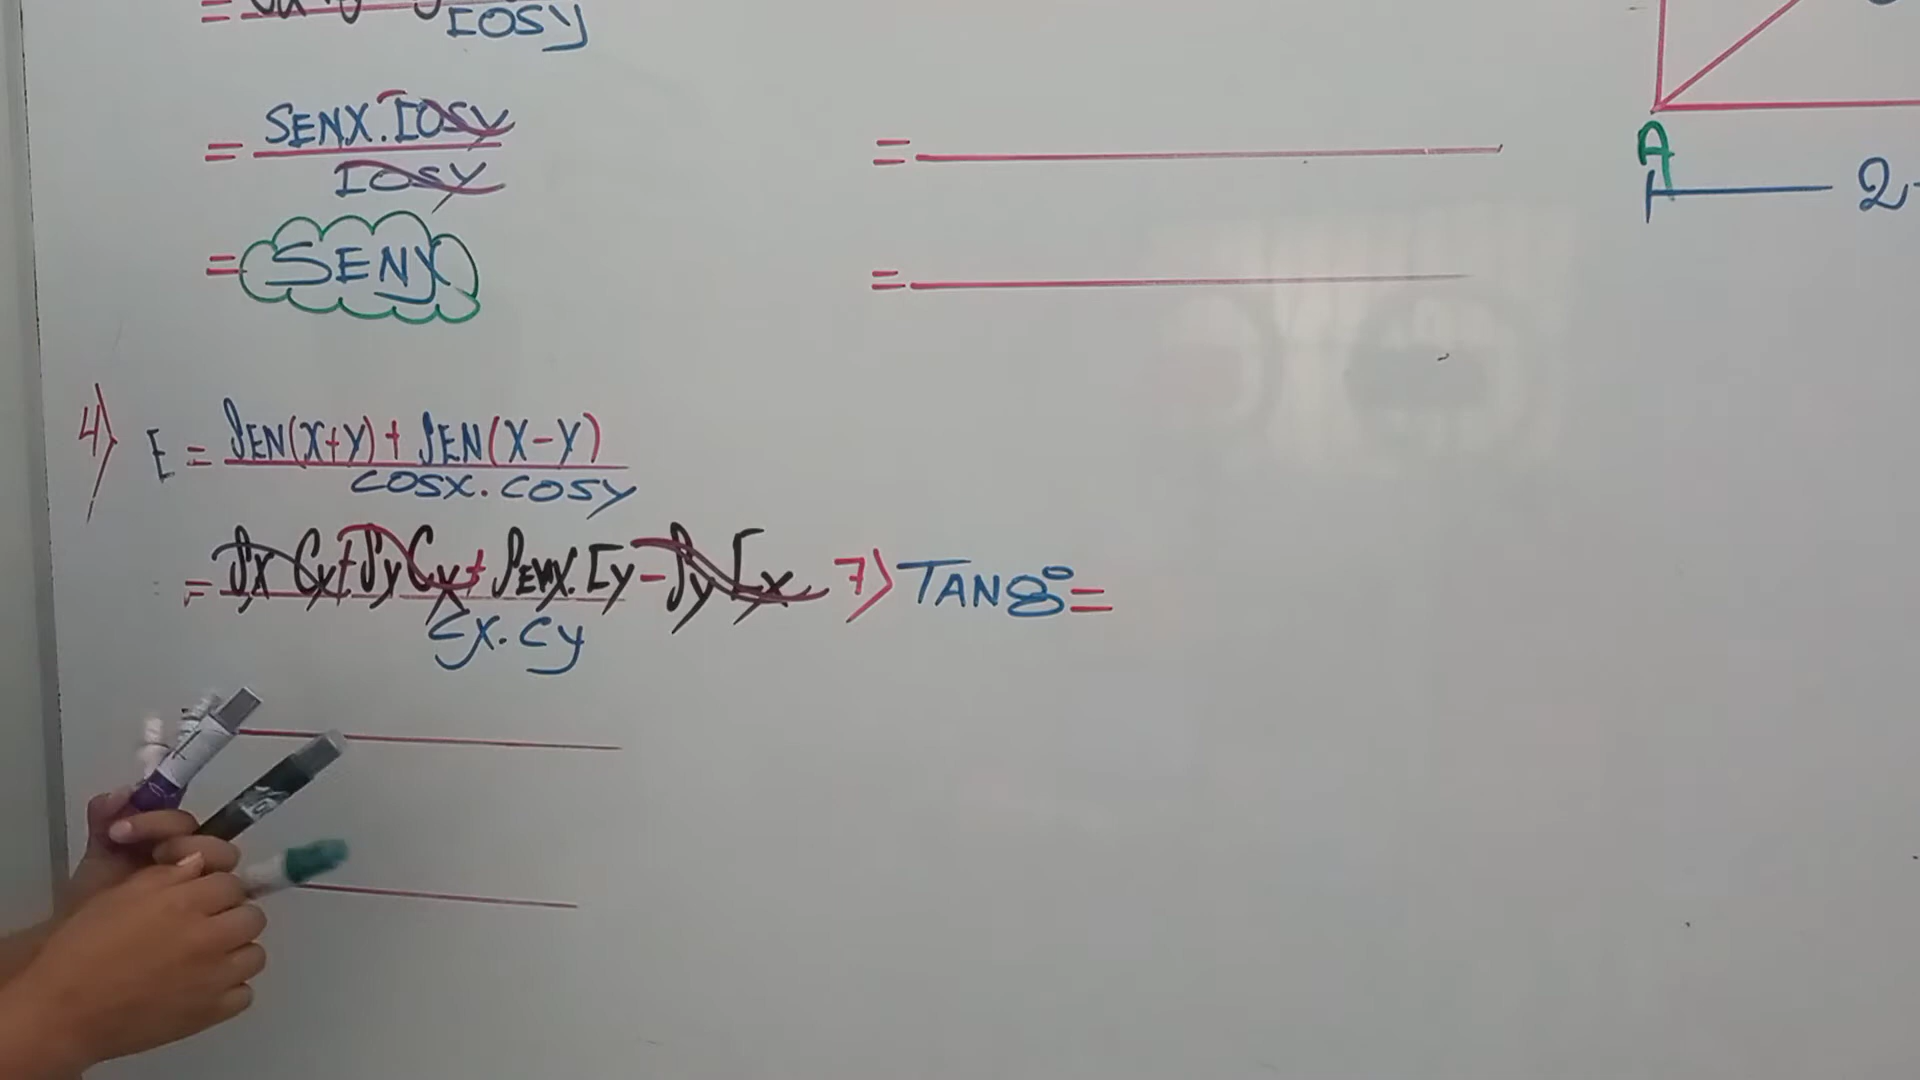 COSy
= SENX.COSy
COSy
= SENX
4) E = SEN(X+Y) + SEN(X-Y)
COSX.COSY
= Sx Cy + Sy Cx + SENX.Cy - Sy Cx
Cx.Cy
7) TAN8° =
=
=
A
2